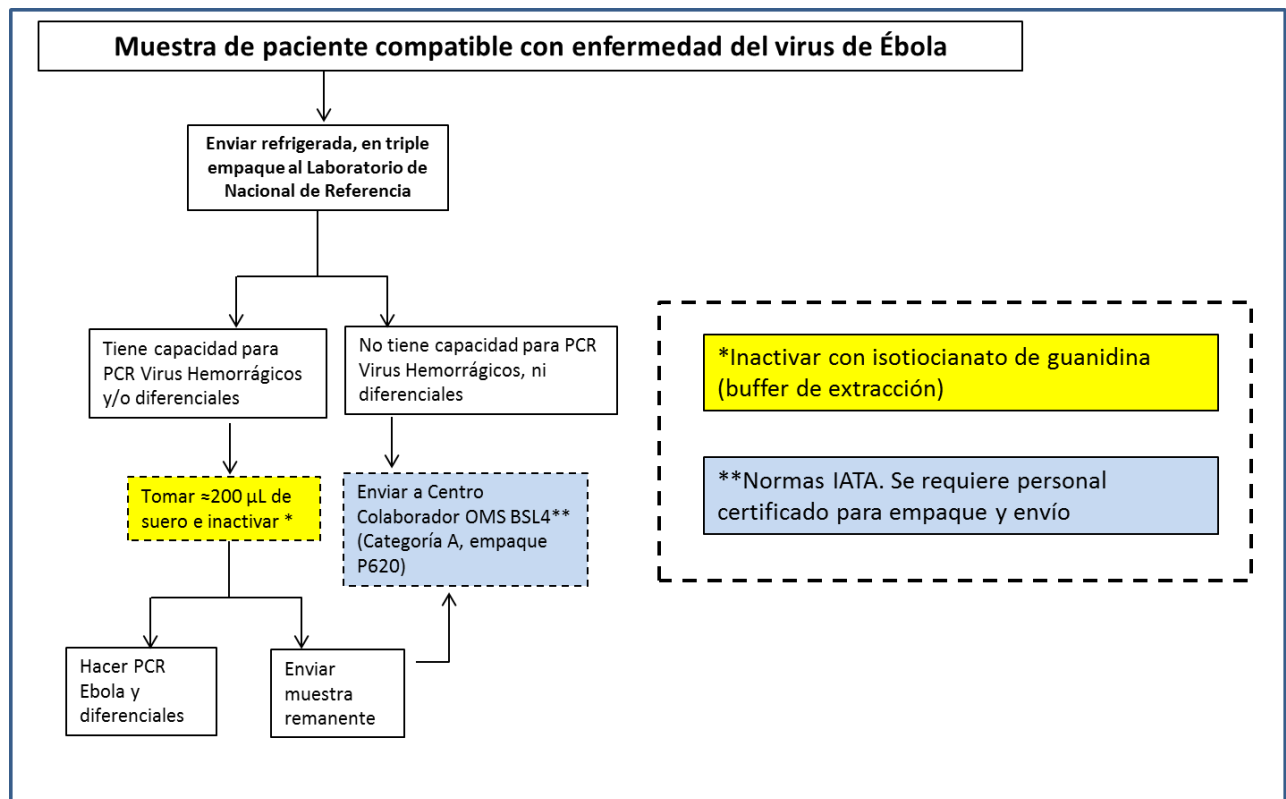 Muestra de paciente compatible con enfermedad del virus de Ébola
Enviar refrigerada, en triple
empaque al Laboratorio de
Nacional de Referencia
Tiene capacidad para
PCR Virus Hemorrágicos
y/o diferenciales
No tiene capacidad para PCR
Virus Hemorrágicos, ni
diferenciales
Tomar ≈200 µL de
suero e inactivar *
Enviar a Centro
Colaborador OMS BSL4**
(Categoría A, empaque
P620)
Hacer PCR
Ebola y
diferenciales
Enviar
muestra
remanente
*Inactivar con isotiocianato de guanidina
(buffer de extracción)
**Normas IATA. Se requiere personal
certificado para empaque y envío